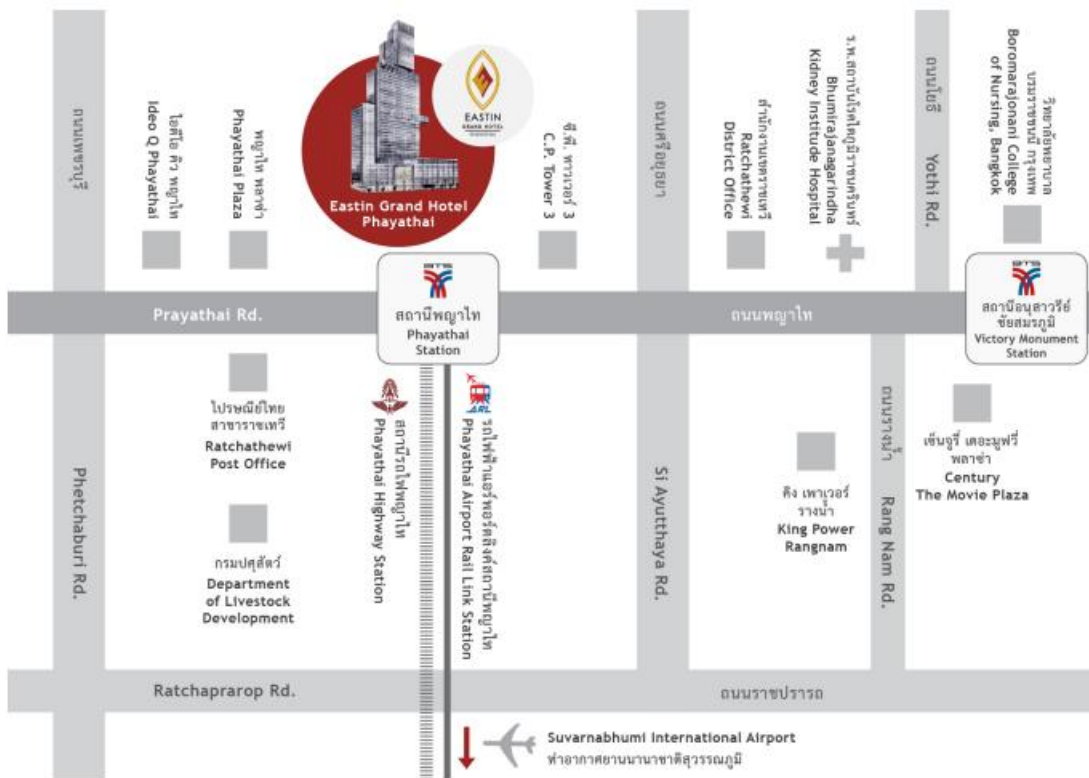 ถนนเพชรบุรี
ไอดีโอ คิว พญาไท
Ideo Q Phayathai
พญาไท พลาซ่า
Phayathai Plaza
EASTIN
GRAND HOTEL
Eastin Grand Hotel
Phayathai
ซี.พี. ทาวเวอร์ 3
C.P. Tower 3
ถนนศรีอยุธยา
สำนักงานเขตราชเทวี
Ratchathewi
District Office
ร.พ.สถาบันโรคไตภูมิราชนครินทร์
Bhumirajanagarindha
Kidney Institute Hospital
ถนนโยธี
Yothi Rd.
วิทยาลัยพยาบาล
บรมราชชนนี กรุงเทพ
Boromarajonani College
of Nursing, Bangkok
Prayathai Rd.
BTS
สถานีพญาไท
Phayathai
Station
ถนนพญาไท
BTS
สถานีอนุสาวรีย์
ชัยสมรภูมิ
Victory Monument
Station
Phetchaburi Rd.
ไปรษณีย์ไทย
สาขาราชเทวี
Ratchathewi
Post Office
กรมปศุสัตว์
Department
of Livestock
Development
สถานีรถไฟพญาไท
Phayathai Highway Station
ARL
รถไฟฟ้าแอร์พอร์ตลิงค์สถานีพญาไท
Phayathai Airport Rail Link Station
Si Ayutthaya Rd.
คิง เพาเวอร์
รางน้ำ
King Power
Rangnam
ถนนรางน้ำ
Rang Nam Rd.
เซ็นจูรี่ เดอะมูฟวี่
พลาซ่า
Century
The Movie Plaza
Ratchaprarop Rd.
ถนนราชปรารถ
Suvarnabhumi International Airport
ท่าอากาศยานนานาชาติสุวรรณภูมิ